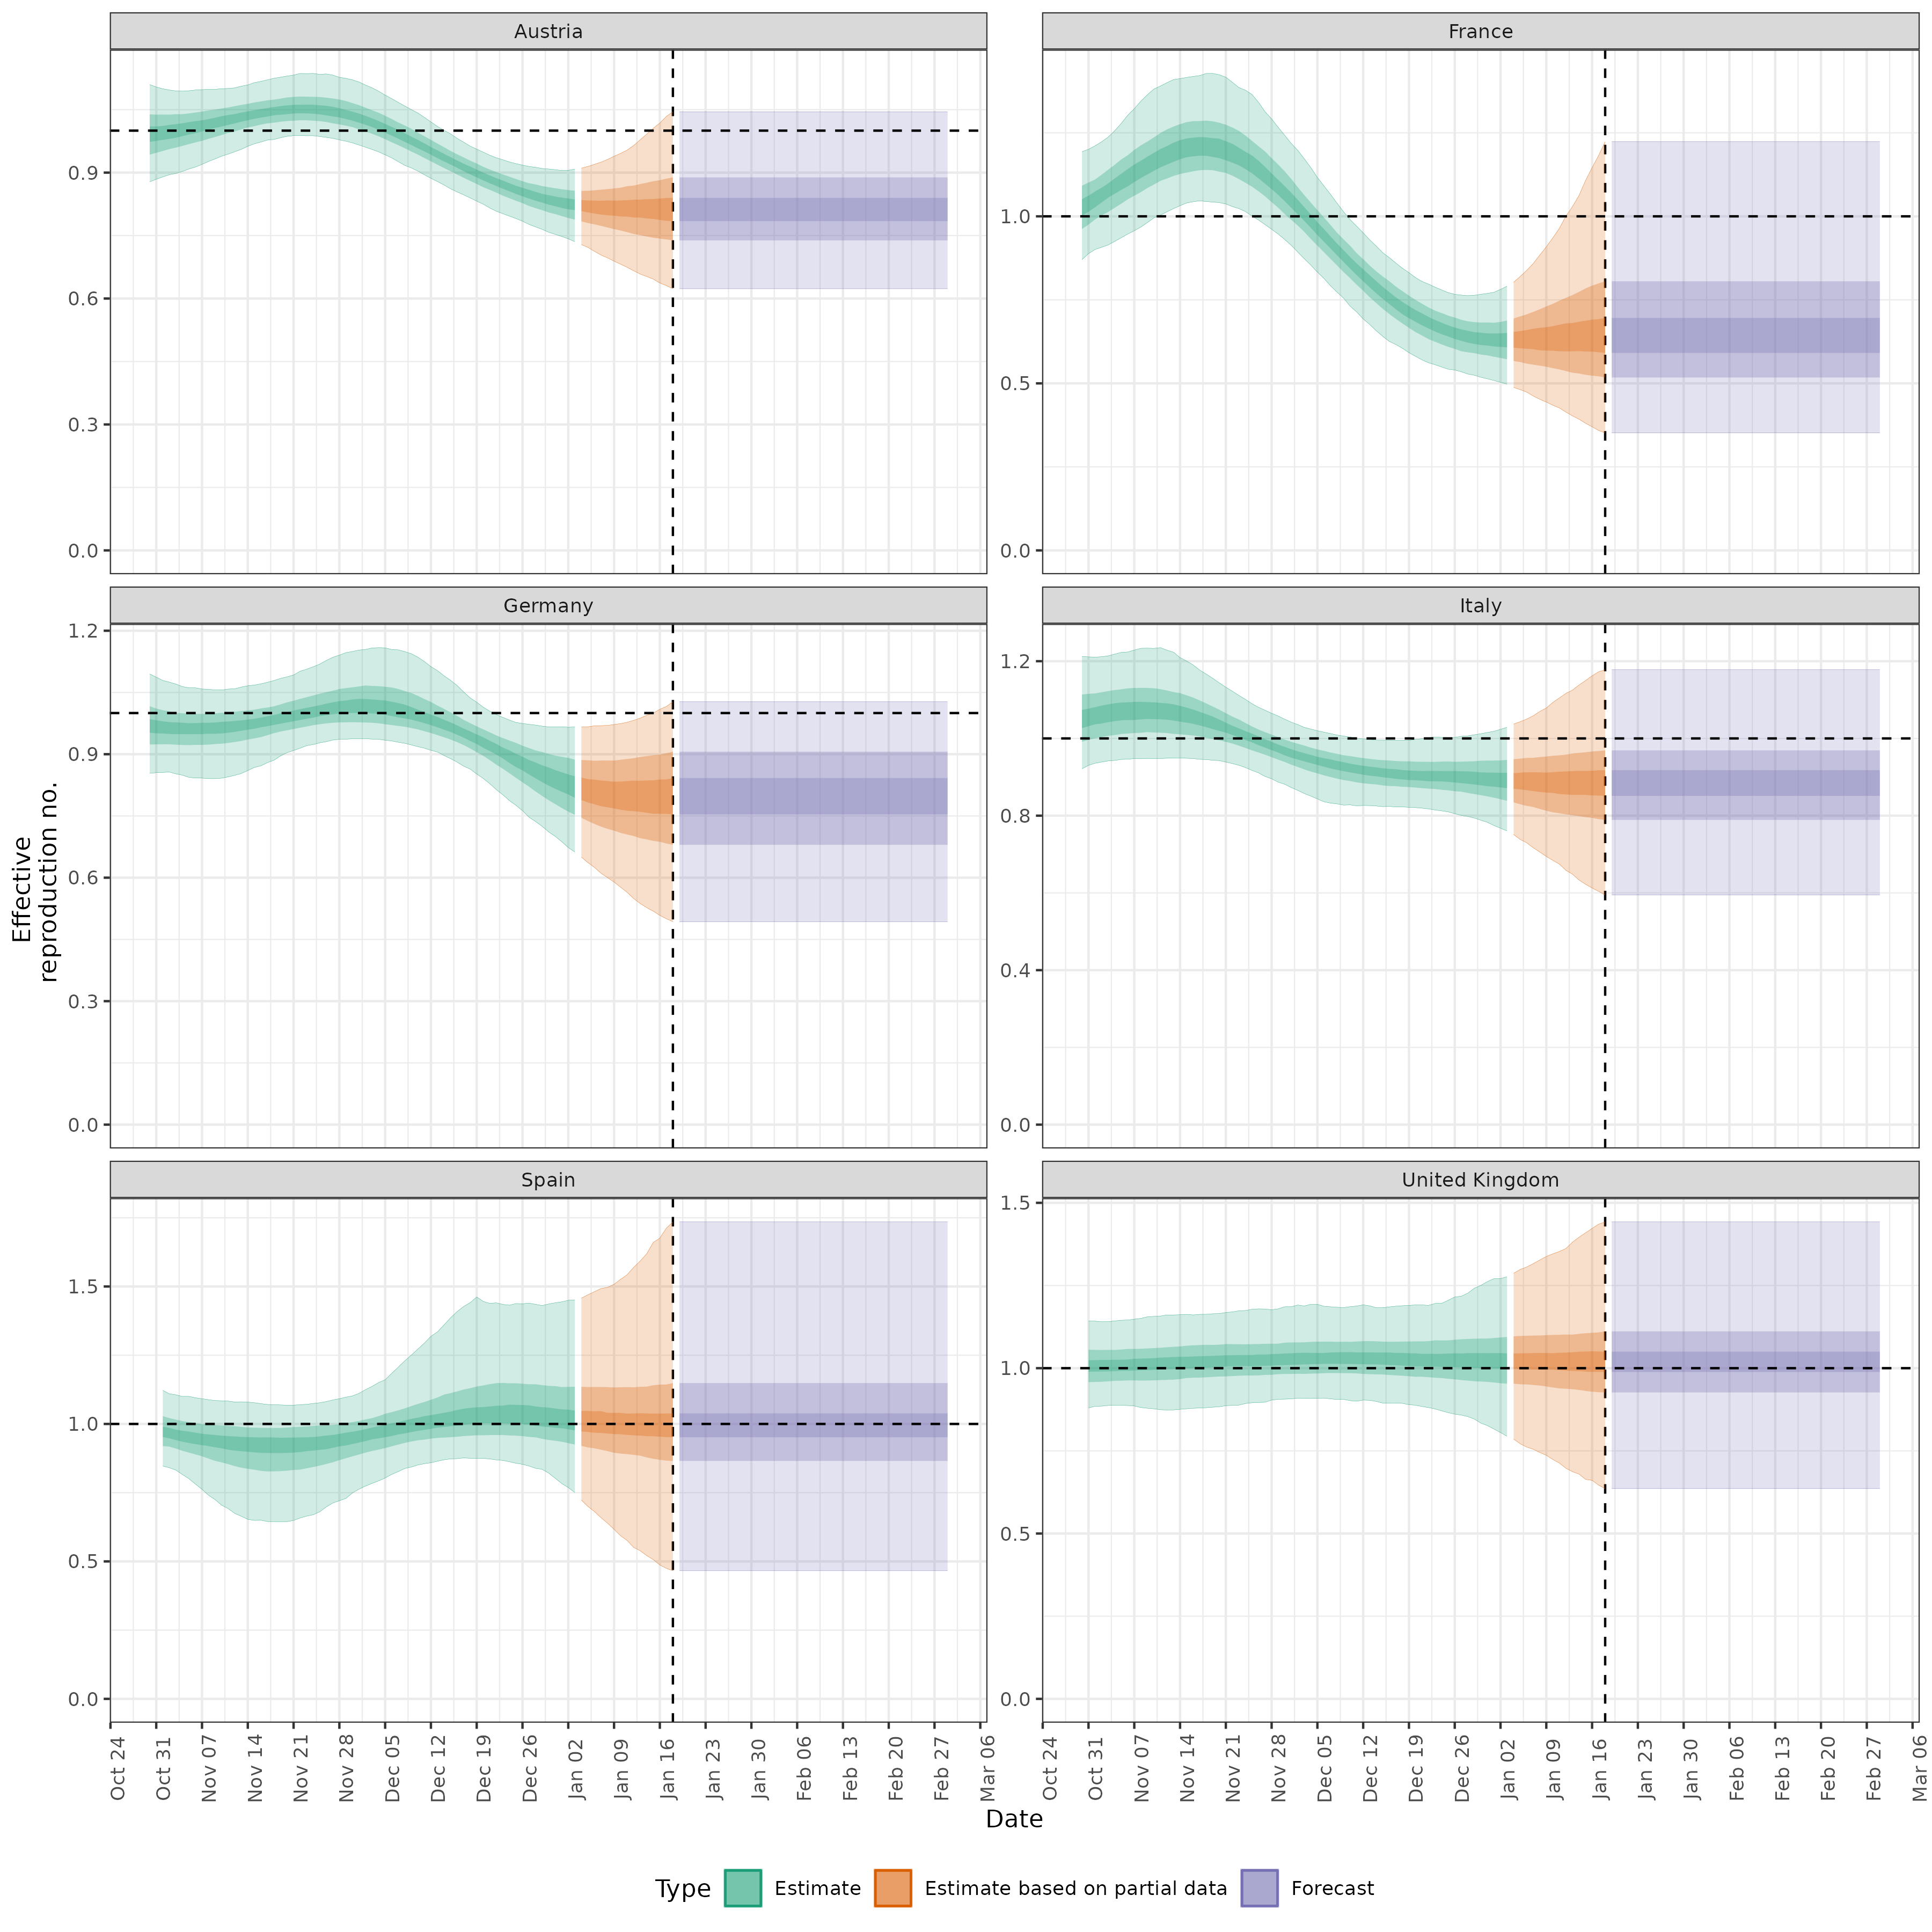 Austria
France
0.9
0.6
0.3
0.0
1.0
0.5
0.0
Germany
Italy
1.2
0.9
0.6
0.3
0.0
1.2
0.8
0.4
0.0
Effective
reproduction no.
Spain
United Kingdom
1.5
1.0
0.5
0.0
1.5
1.0
0.5
0.0
Oct 24
Oct 31
Nov 07
Nov 14
Nov 21
Nov 28
Dec 05
Dec 12
Dec 19
Dec 26
Jan 02
Jan 09
Jan 16
Jan 23
Jan 30
Feb 06
Feb 13
Feb 20
Feb 27
Mar 06
Oct 24
Oct 31
Nov 07
Nov 14
Nov 21
Nov 28
Dec 05
Dec 12
Dec 19
Dec 26
Jan 02
Jan 09
Jan 16
Jan 23
Jan 30
Feb 06
Feb 13
Feb 20
Feb 27
Mar 06
Date
Type
Estimate
Estimate based on partial data
Forecast